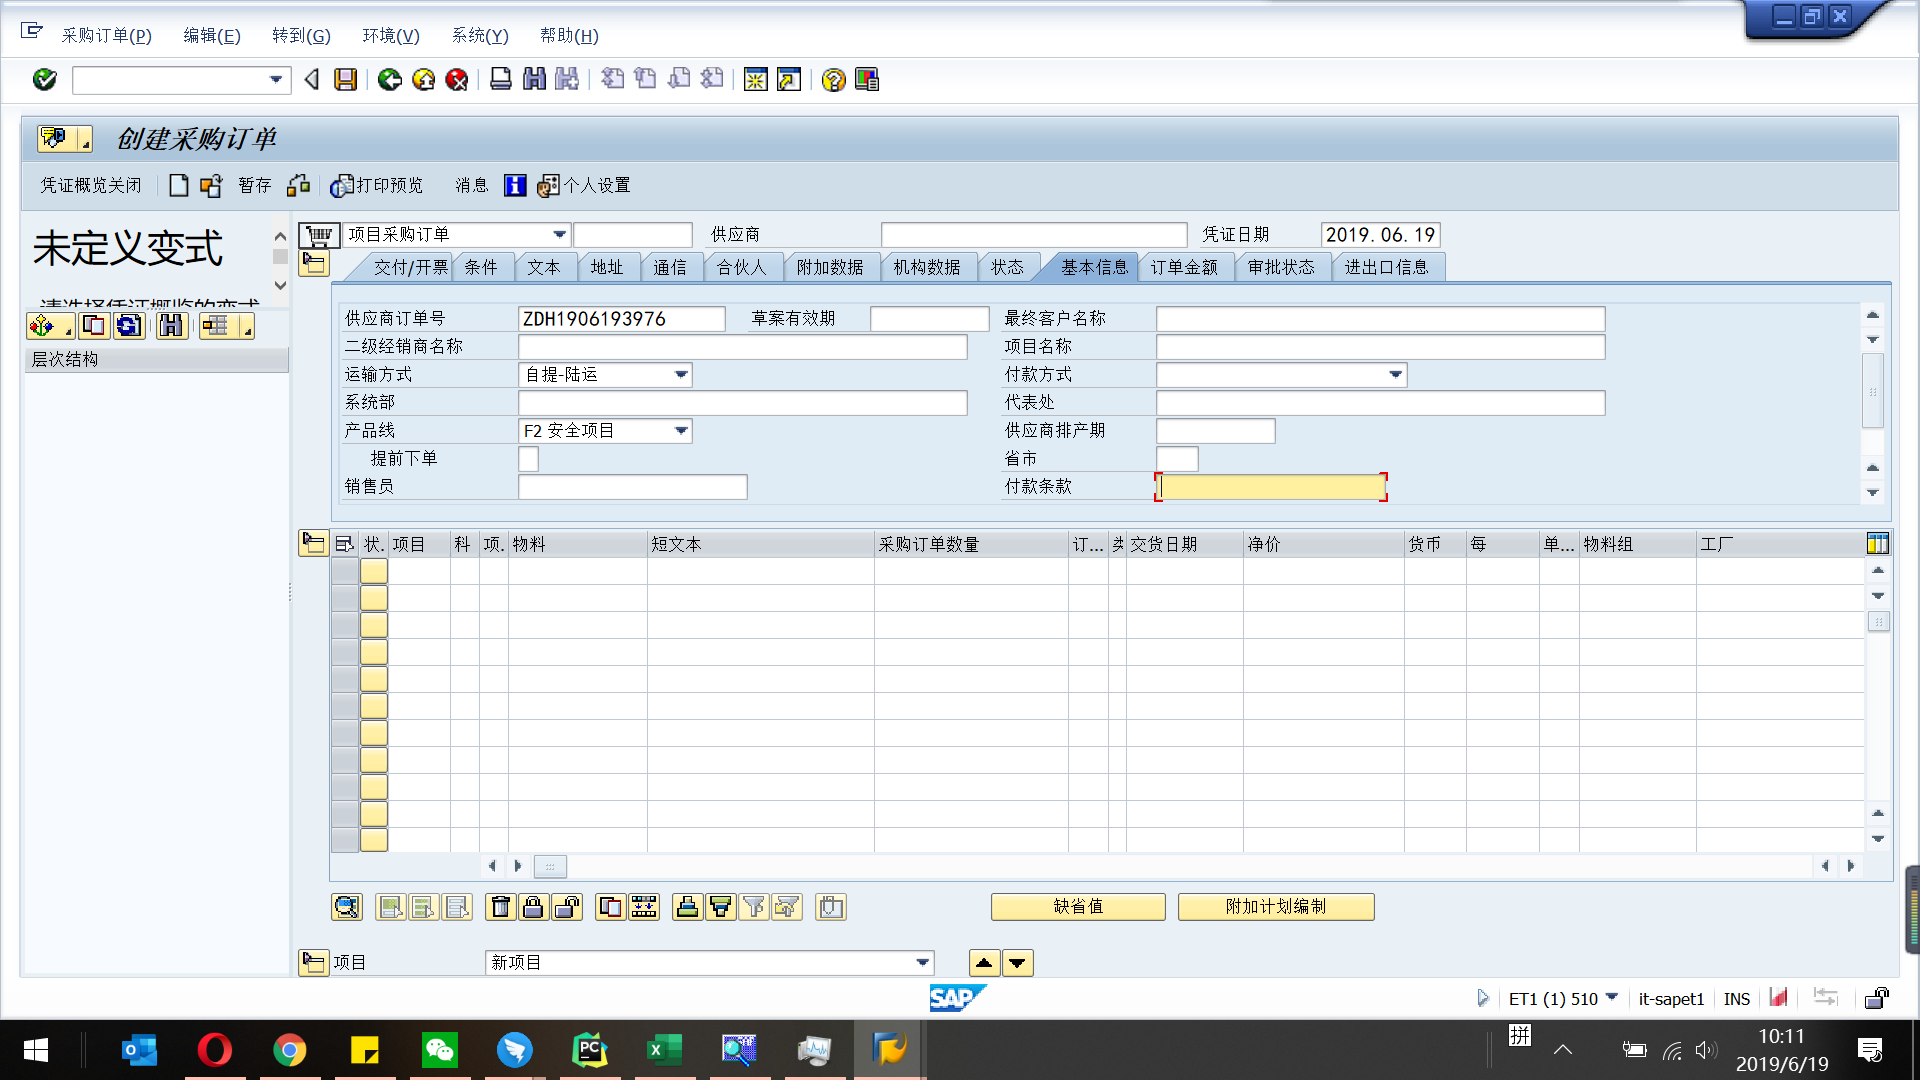 采购订单(P) 编辑(E) 转到(G) 环境(V) 系统(Y) 帮助(H)
创建采购订单
凭证概览关闭 暂存 打印预览 消息 个人设置
未定义变式
层次结构
项目采购订单 供应商 凭证日期 2019.06.19
交付/开票 条件 文本 地址 通信 合伙人 附加数据 机构数据 状态 基本信息 订单金额 审批状态 进出口信息
供应商订单号 ZDH1906193976 草案有效期 最终客户名称
二级经销商名称 项目名称
运输方式 自提-陆运 付款方式
系统部 代表处
产品线 F2 安全项目 供应商排产期
提前下单 省市
销售员 付款条款
状. 项目 科 项. 物料 短文本 采购订单数量 订... 类 交货日期 净价 货币 每 单... 物料组 工厂
缺省值 附加计划编制
项目 新项目
SAP
ET1 (1) 510 it-sapet1 INS
拼
10:11
2019/6/19